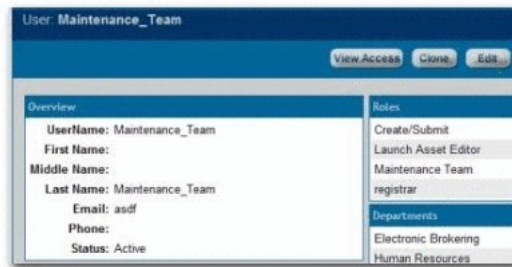 User: Maintenance_Team
View Access Clone Edit
Overview
UserName: Maintenance_Team
First Name:
Middle Name:
Last Name: Maintenance_Team
Email: asdf
Phone:
Status: Active
Roles
Create/Submit
Launch Asset Editor
Maintenance Team
registrar
Departments
Electronic Brokering
Human Resources